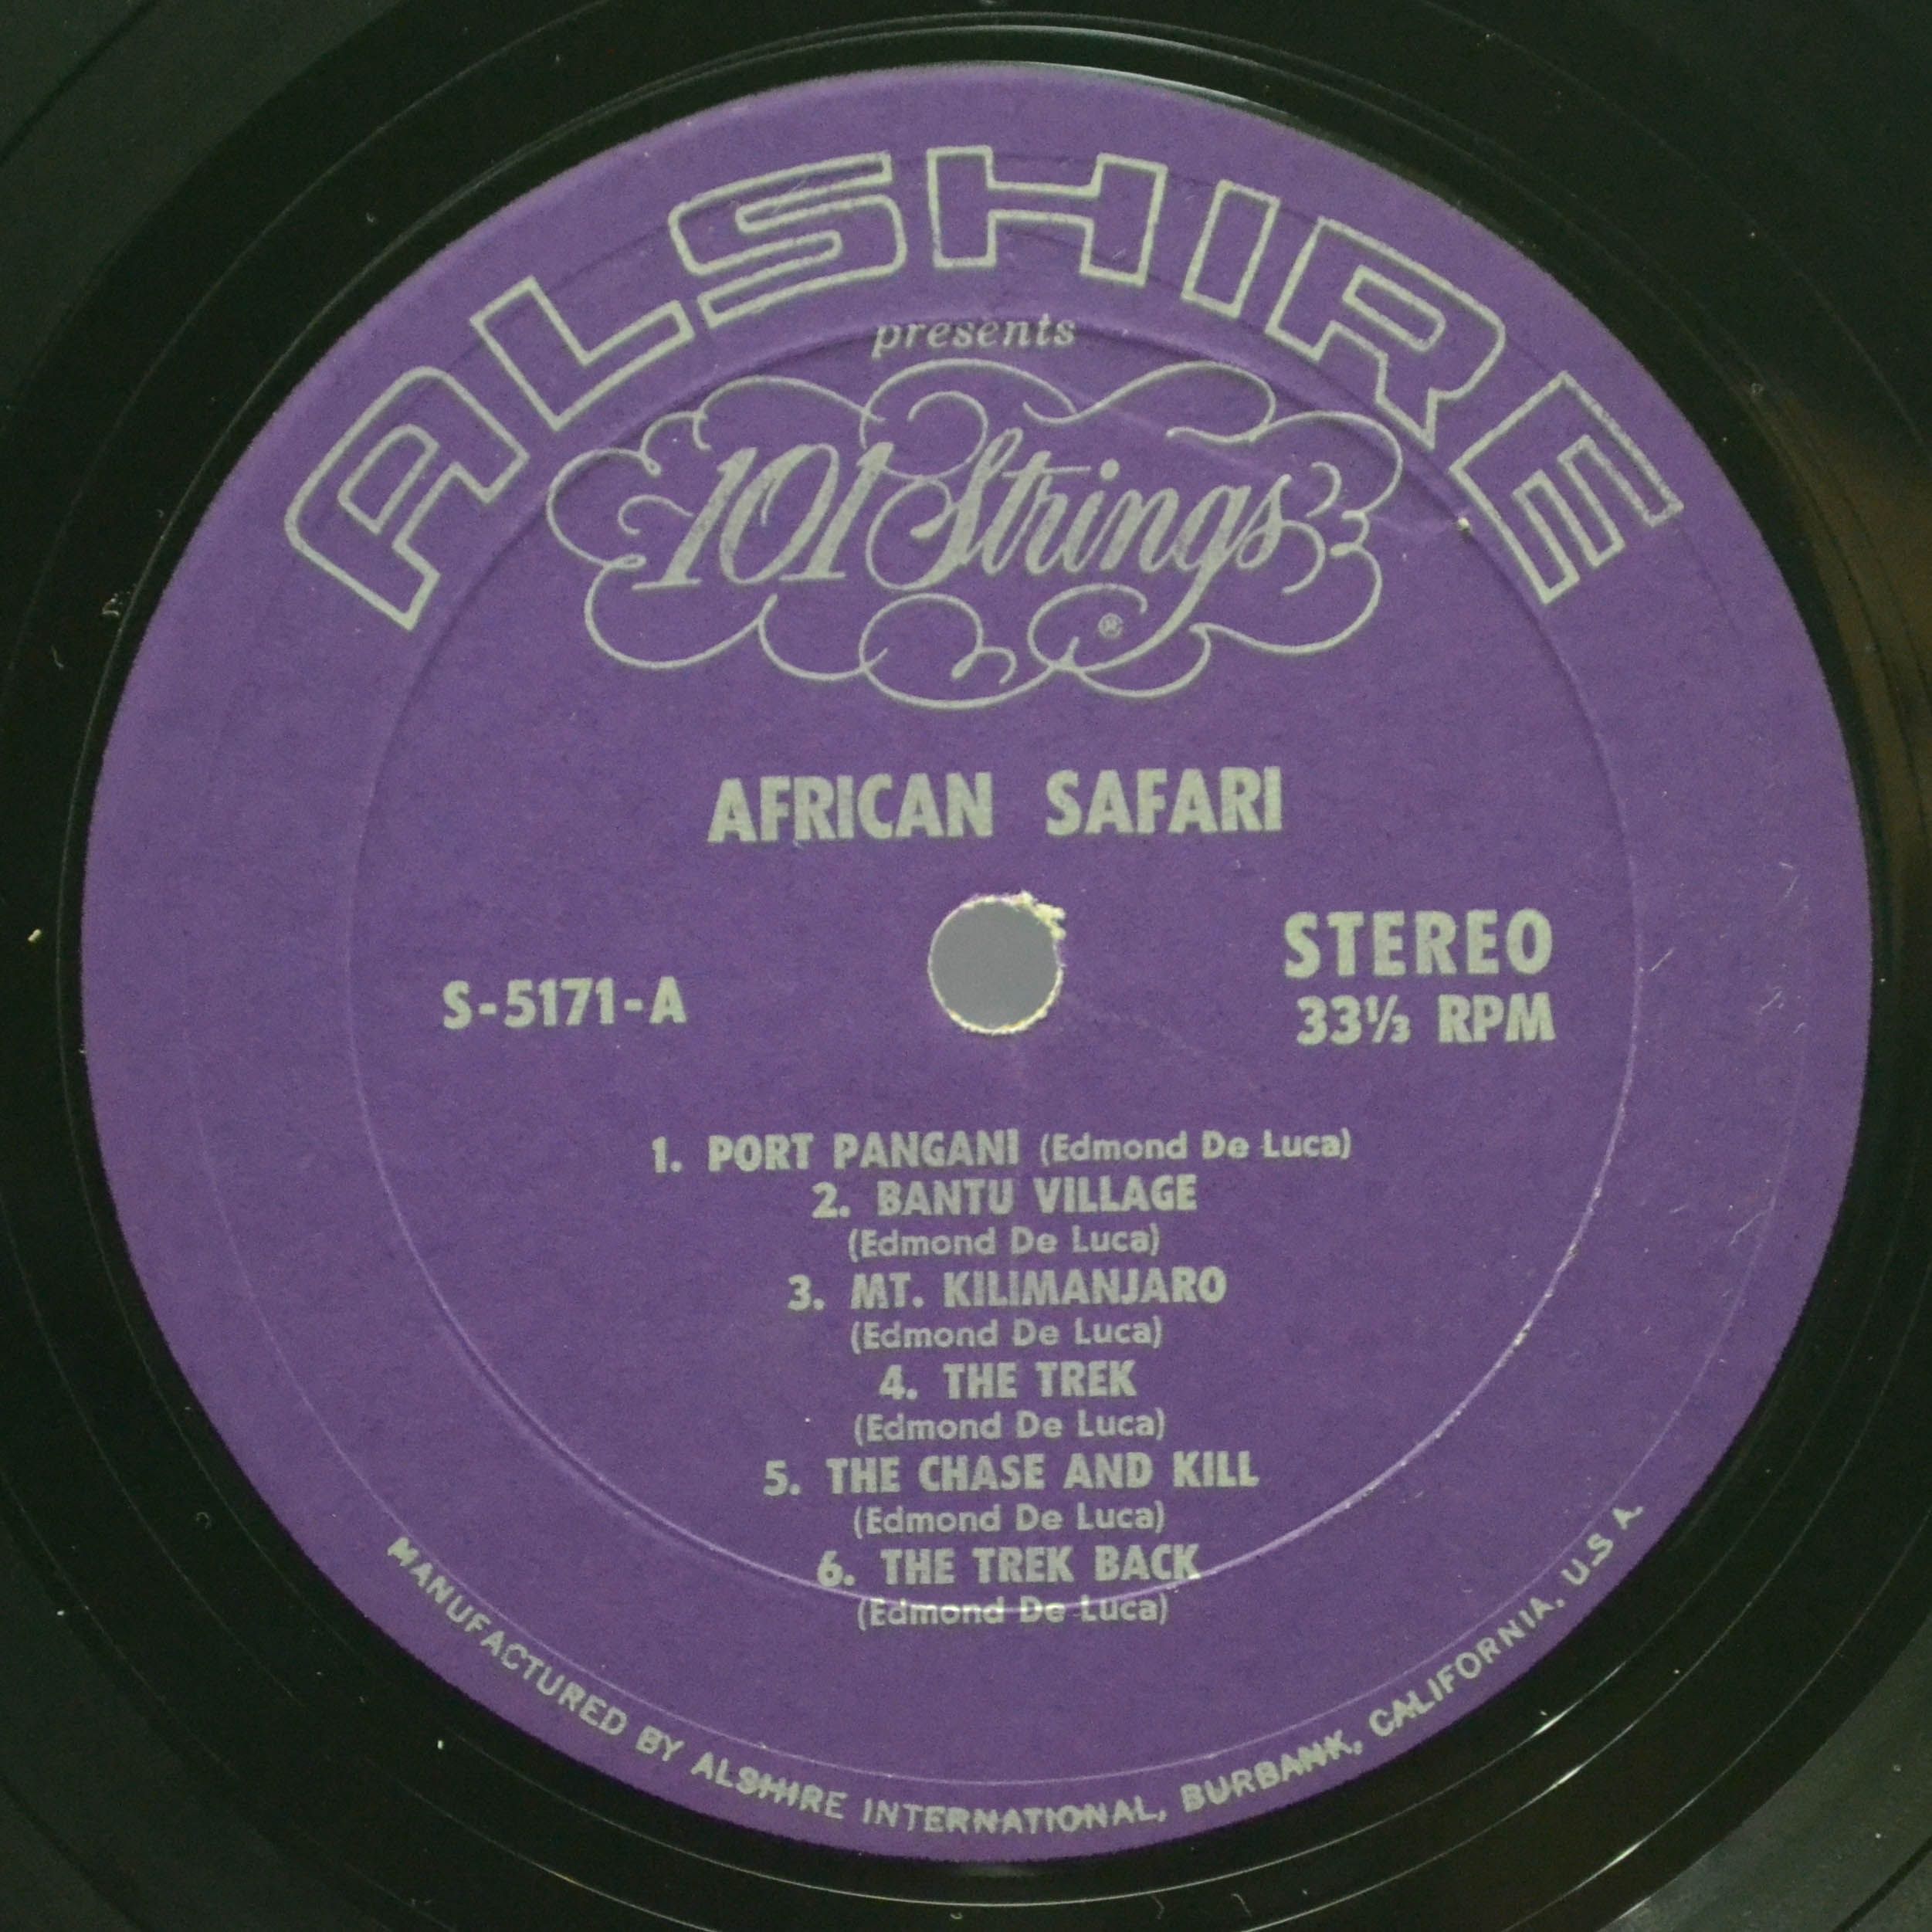 ALSHIRE
presents
101 Strings
®
AFRICAN SAFARI
STEREO
S-5171-A
33⅓ RPM
1. PORT PANGANI (Edmond De Luca)
2. BANTU VILLAGE
(Edmond De Luca)
3. MT. KILIMANJARO
(Edmond De Luca)
4. THE TREK
(Edmond De Luca)
5. THE CHASE AND KILL
(Edmond De Luca)
6. THE TREK BACK
(Edmond De Luca)
MANUFACTURED BY ALSHIRE INTERNATIONAL, BURBANK, CALIFORNIA, U.S.A.